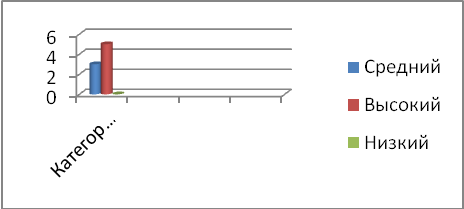 6
4
2
0
Категор...
Средний
Высокий
Низкий